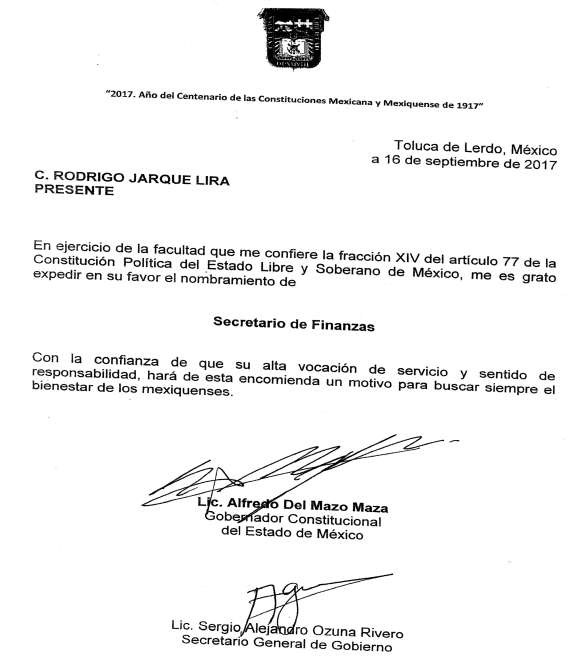 "2017. Año del Centenario de las Constituciones Mexicana y Mexiquense de 1917"
Toluca de Lerdo, México
a 16 de septiembre de 2017
C. RODRIGO JARQUE LIRA
PRESENTE
En ejercicio de la facultad que me confiere la fracción XIV del artículo 77 de la
Constitución Política del Estado Libre y Soberano de México, me es grato
expedir en su favor el nombramiento de
Secretario de Finanzas
Con la confianza de que su alta vocación de servicio y sentido de
responsabilidad, hará de esta encomienda un motivo para buscar siempre el
bienestar de los mexiquenses.
Lic. Alfredo Del Mazo Maza
Gobernador Constitucional
del Estado de México
Lic. Sergio Alejandro Ozuna Rivero
Secretario General de Gobierno